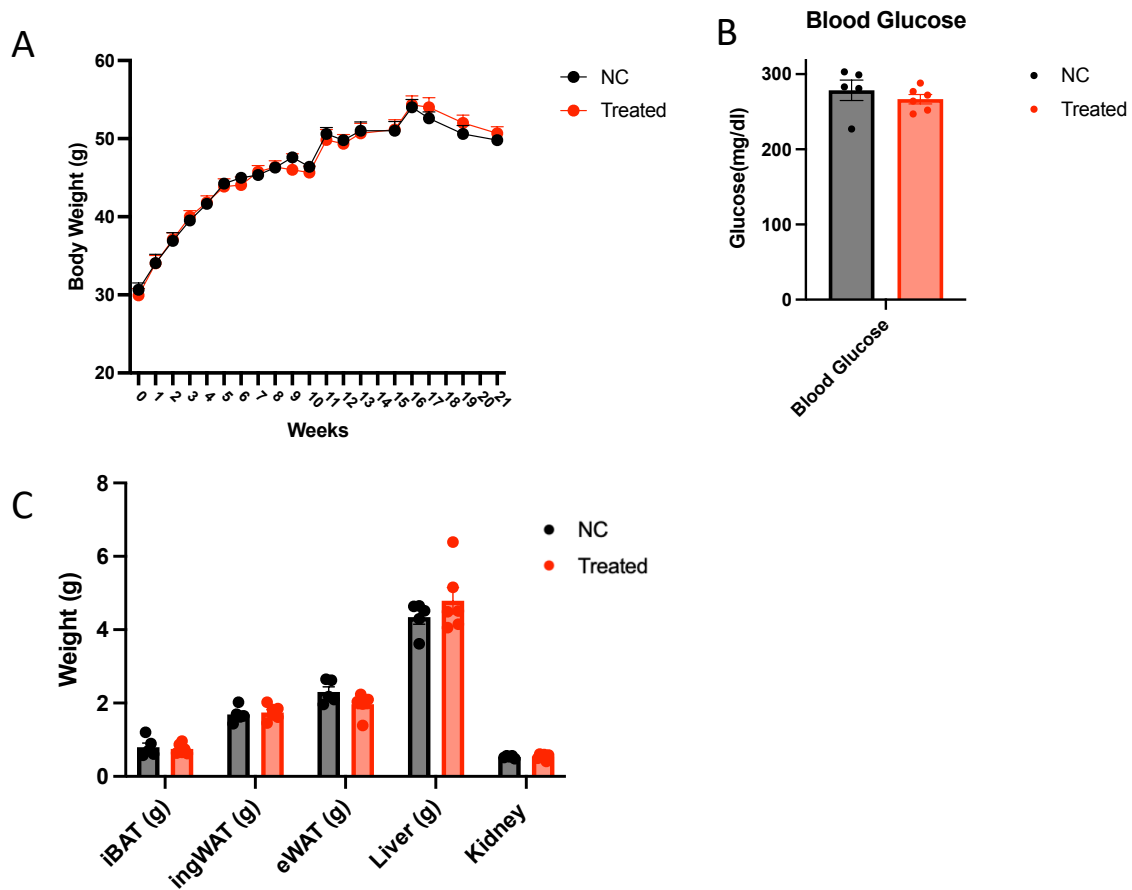 A
60
50
40
30
20
Body Weight (g)
0 1 2 3 4 5 6 7 8 9 10 11 12 13 14 15 16 17 18 19 20 21
Weeks
NC
Treated
B
Blood Glucose
300
200
100
0
Glucose(mg/dl)
Blood Glucose
NC
Treated
C
8
6
4
2
0
Weight (g)
iBAT (g)
ingWAT (g)
eWAT (g)
Liver (g)
Kidney
NC
Treated